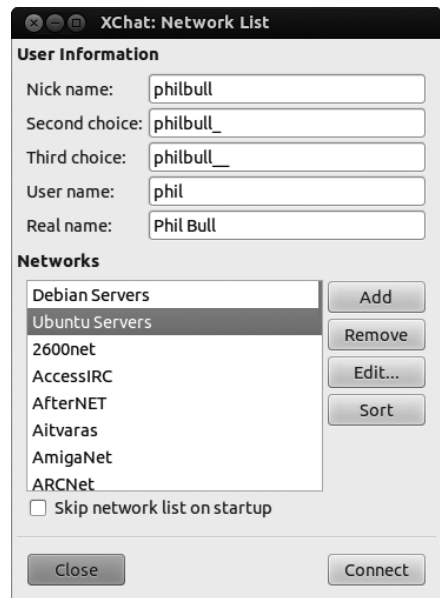 XChat: Network List
User Information
Nick name: philbull
Second choice: philbull_
Third choice: philbull__
User name: phil
Real name: Phil Bull
Networks
Debian Servers
Ubuntu Servers
2600net
AccessIRC
AfterNET
Aitvaras
AmigaNet
ARCNet
Add
Remove
Edit...
Sort
Skip network list on startup
Close
Connect